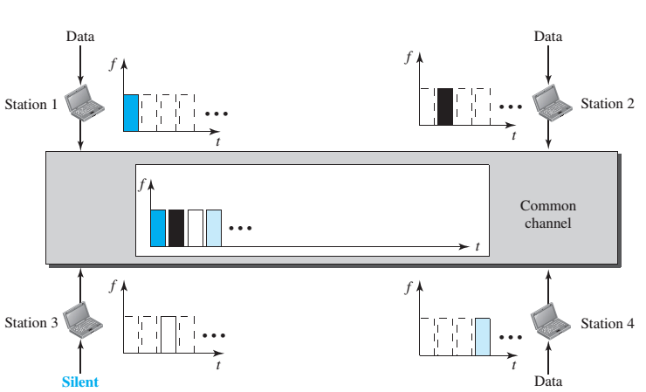 Data
Data
f
f
Station 1
...
...
Station 2
t
t
f
Common
channel
...
t
f
f
Station 3
...
...
Station 4
t
t
Silent
Data